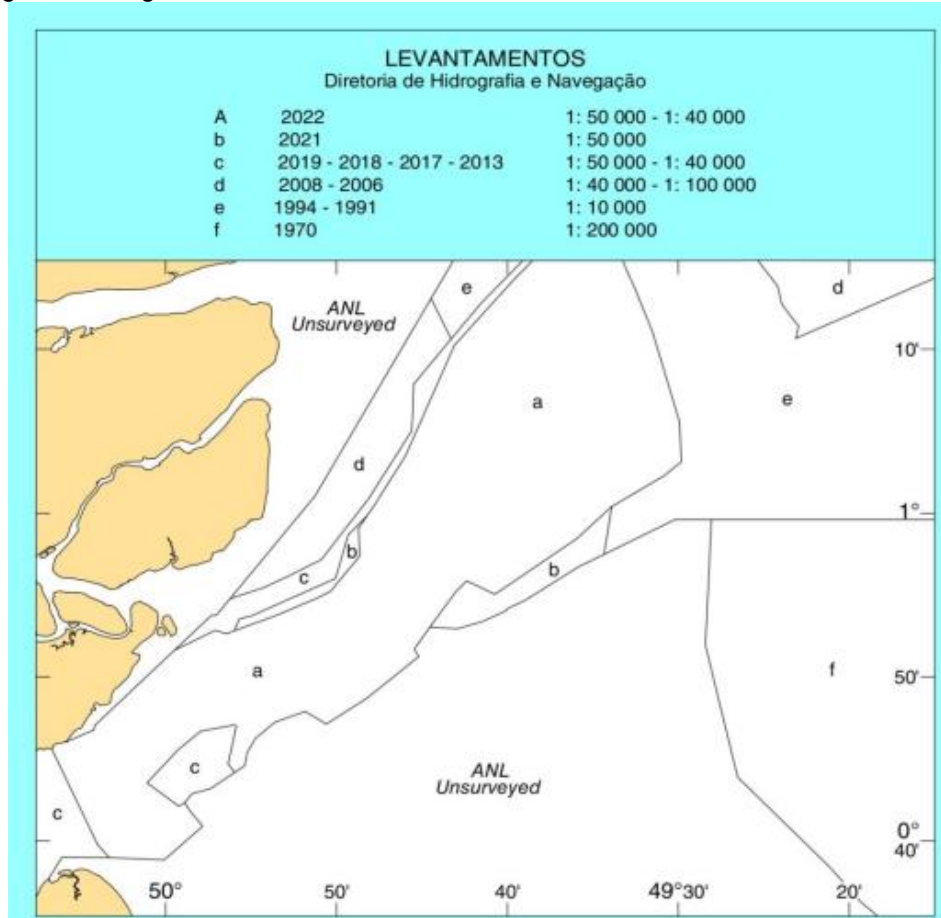 LEVANTAMENTOS
Diretoria de Hidrografia e Navegação
A 2022 1: 50 000 - 1: 40 000
b 2021 1: 50 000
c 2019 - 2018 - 2017 - 2013 1: 50 000 - 1: 40 000
d 2008 - 2006 1: 40 000 - 1: 100 000
e 1994 - 1991 1: 10 000
f 1970 1: 200 000
e
d
ANL
Unsurveyed
10'
a
e
d
1°
b
c
b
a
f
50'
c
ANL
Unsurveyed
c
0°
40'
50° 50' 40' 49°30' 20'